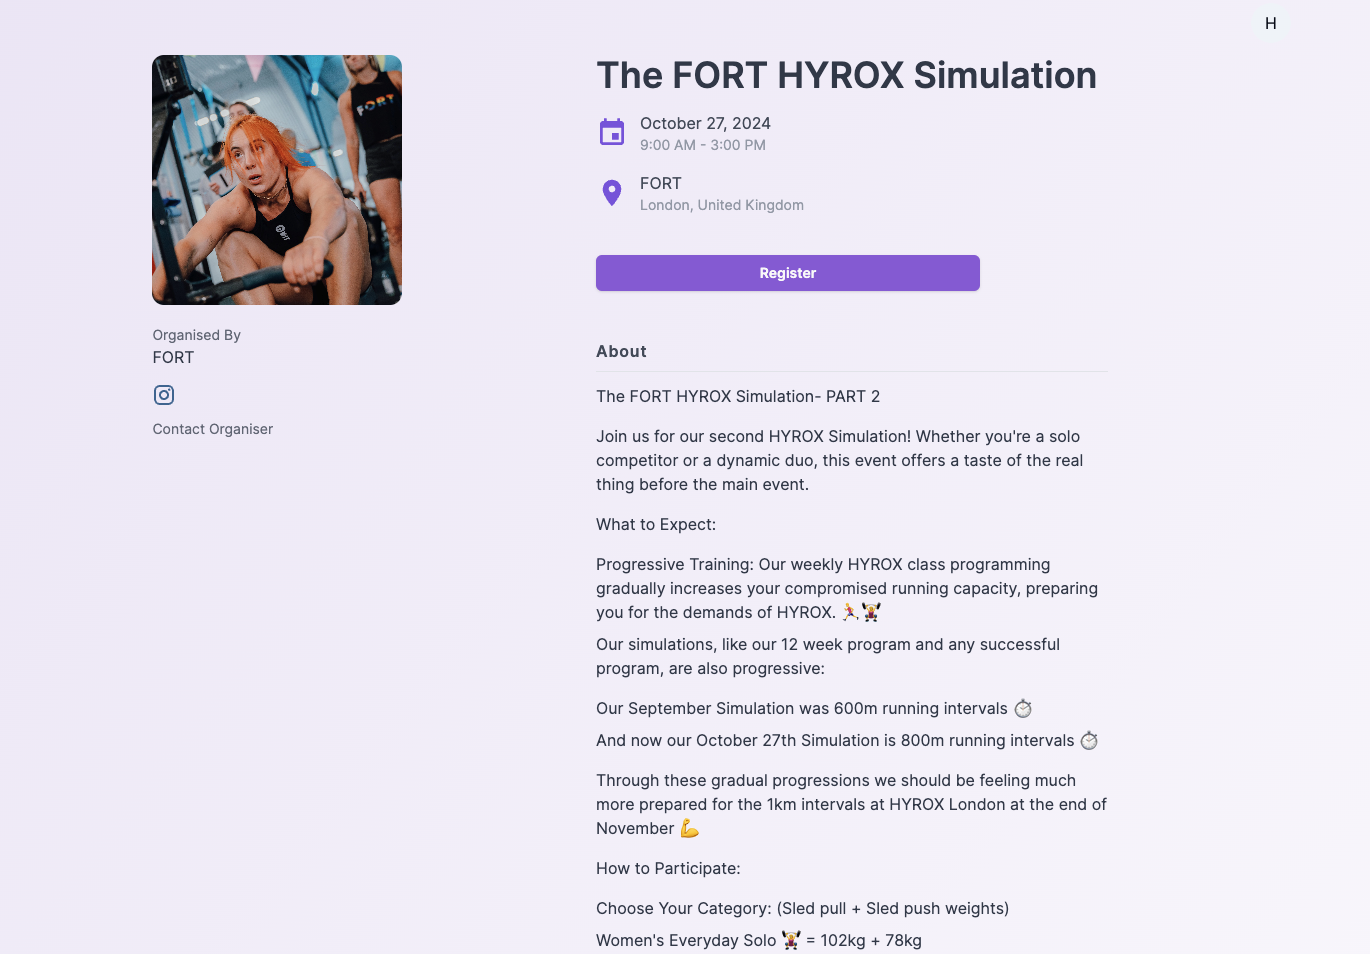 H
FORT
The FORT HYROX Simulation
October 27, 2024
9:00 AM - 3:00 PM
FORT
London, United Kingdom
Register
Organised By
FORT
Contact Organiser
About
The FORT HYROX Simulation- PART 2
Join us for our second HYROX Simulation! Whether you're a solo
competitor or a dynamic duo, this event offers a taste of the real
thing before the main event.
What to Expect:
Progressive Training: Our weekly HYROX class programming
gradually increases your compromised running capacity, preparing
you for the demands of HYROX. 🏃‍♀️🏋️‍♀️
Our simulations, like our 12 week program and any successful
program, are also progressive:
Our September Simulation was 600m running intervals ⏱️
And now our October 27th Simulation is 800m running intervals ⏱️
Through these gradual progressions we should be feeling much
more prepared for the 1km intervals at HYROX London at the end of
November 💪
How to Participate:
Choose Your Category: (Sled pull + Sled push weights)
Women's Everyday Solo 🏋️‍♀️ = 102kg + 78kg